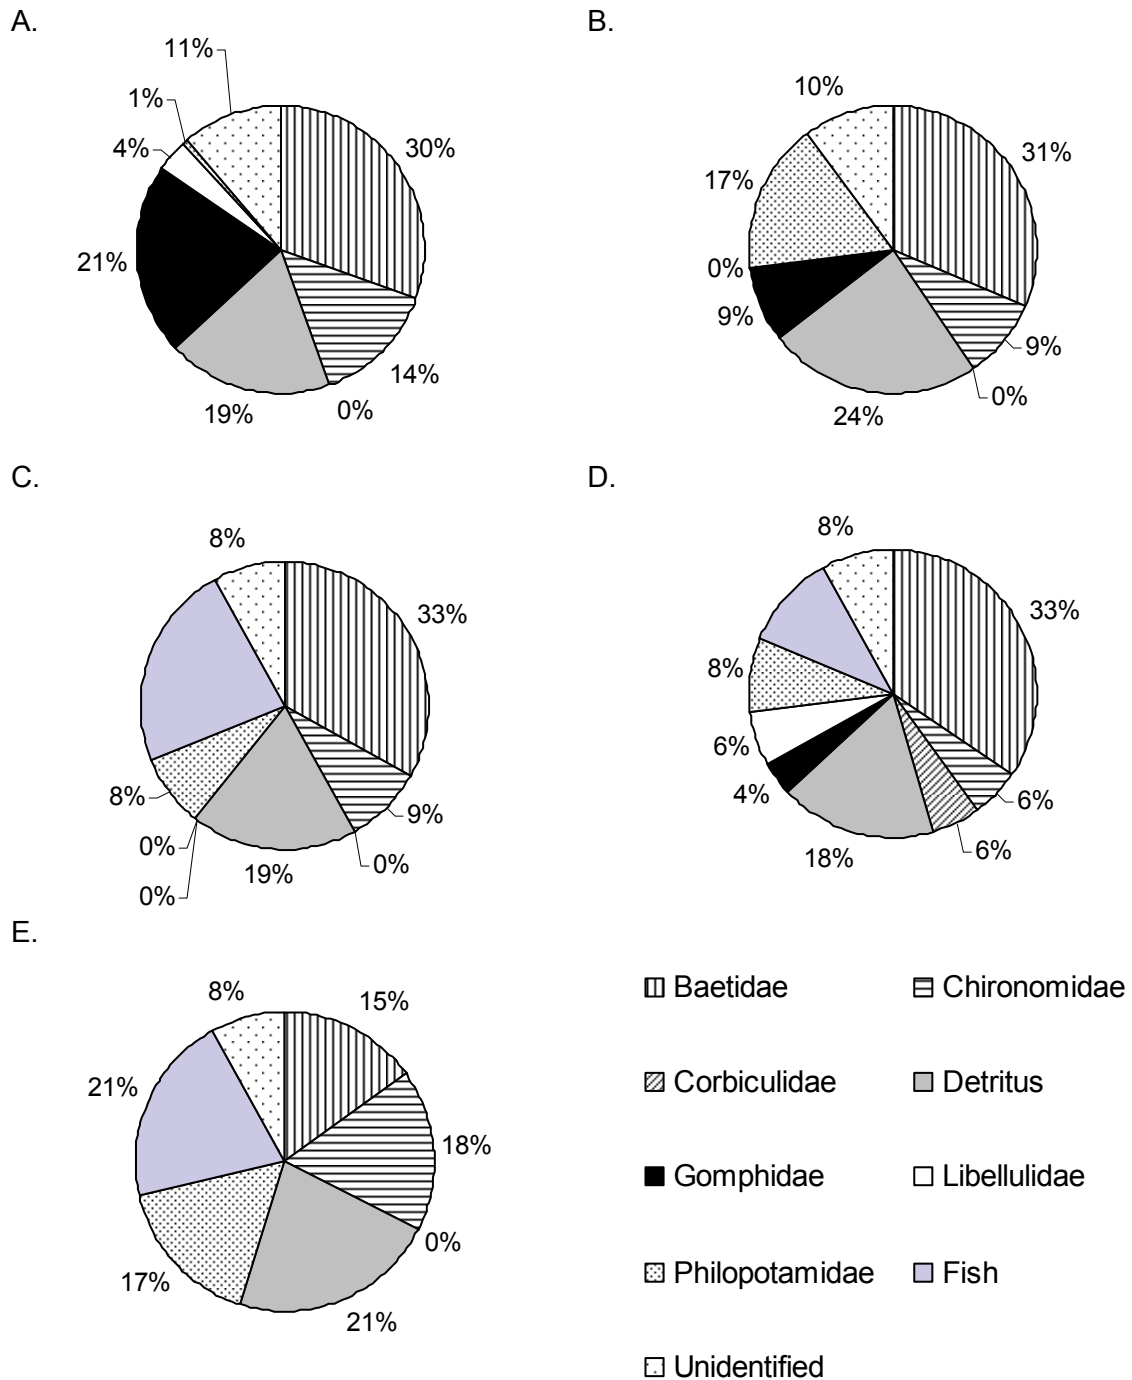 A.
B.
11%
1%
4%
30%
21%
14%
19%
0%
10%
31%
17%
0%
9%
9%
0%
24%
C.
D.
8%
33%
8%
9%
0%
0%
0%
19%
8%
33%
8%
6%
4%
6%
6%
18%
E.
8%
15%
21%
18%
0%
17%
21%
Baetidae
Chironomidae
Corbiculidae
Detritus
Gomphidae
Libellulidae
Philopotamidae
Fish
Unidentified